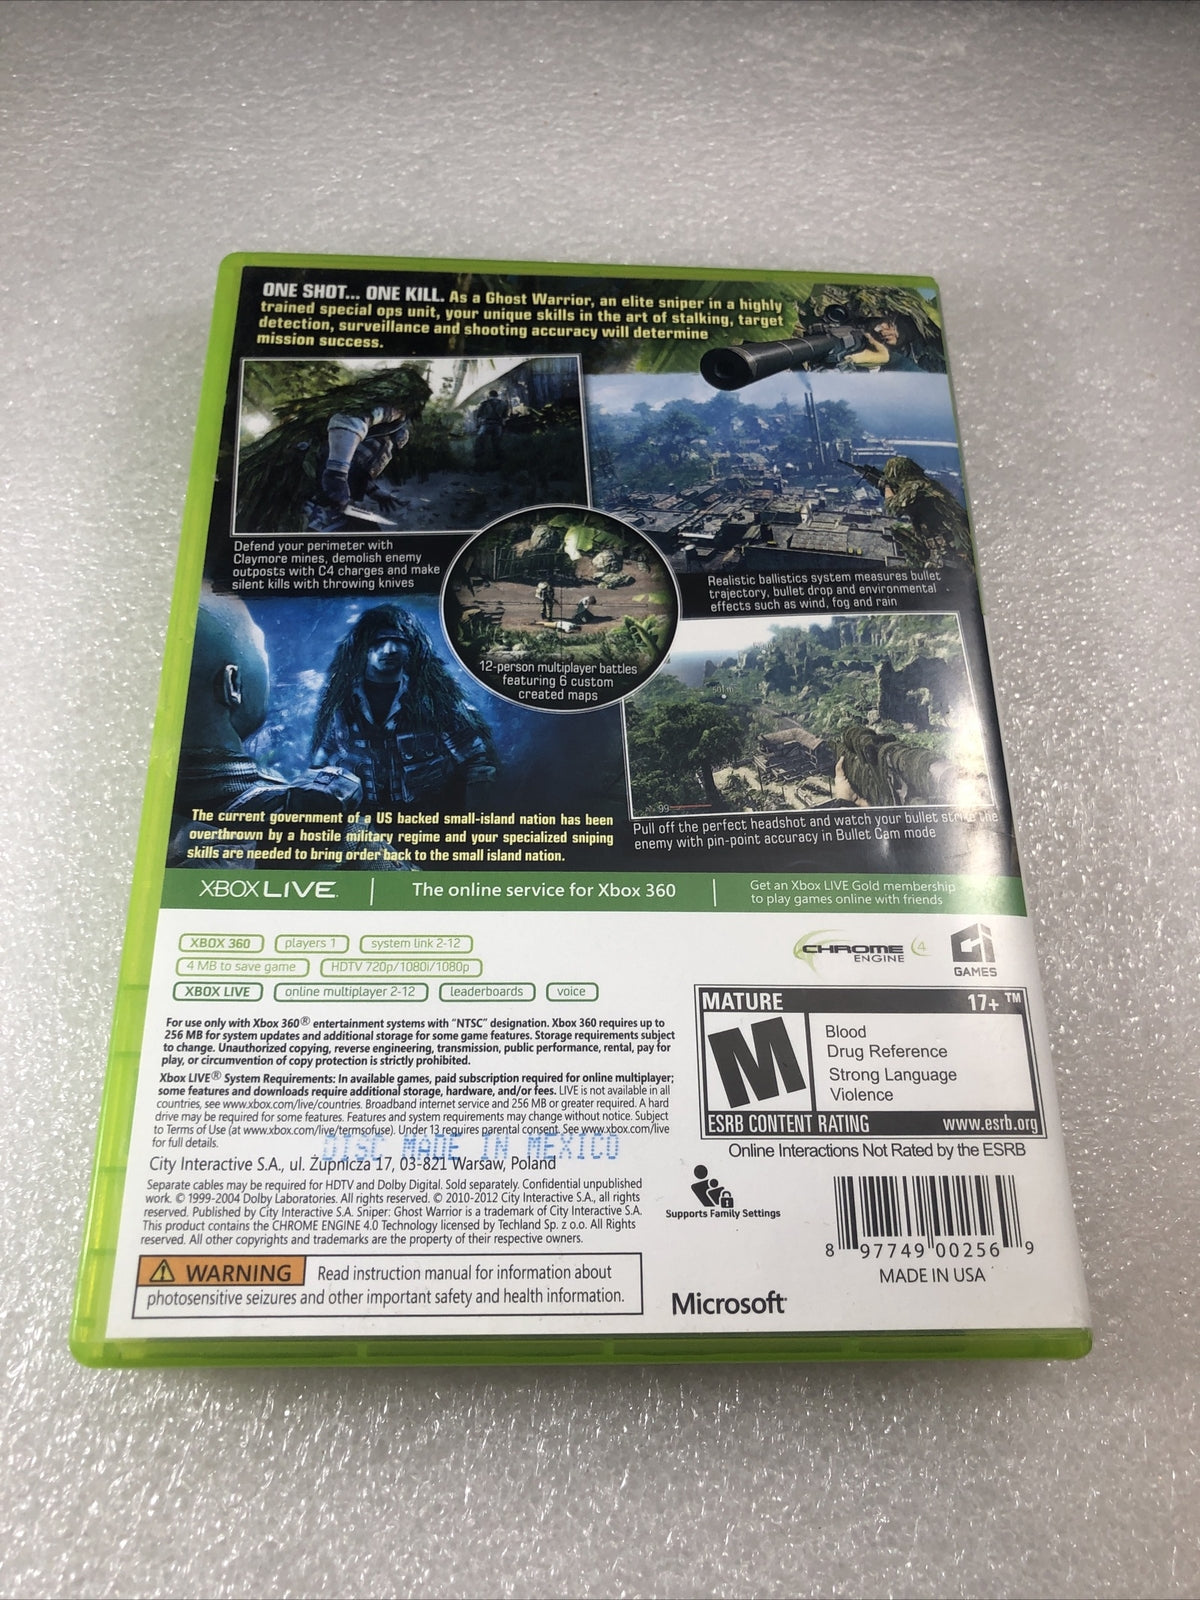 ONE SHOT... ONE KILL. As a Ghost Warrior, an elite sniper in a highly
trained special ops unit, your unique skills in the art of stalking, target
detection, surveillance and shooting accuracy will determine
mission success.
Defend your perimeter with
Claymore mines, demolish enemy
outposts with C4 charges and make
silent kills with throwing knives
Realistic ballistics system measures bullet
trajectory, bullet drop and environmental
effects such as wind, fog and rain
12-person multiplayer battles
featuring 6 custom
created maps
501m
99
The current government of a US backed small-island nation has been
overthrown by a hostile military regime and your specialized sniping
skills are needed to bring order back to the small island nation.
Pull off the perfect headshot and watch your bullet strike the
enemy with pin-point accuracy in Bullet Cam mode
XBOX LIVE. The online service for Xbox 360
Get an Xbox LIVE Gold membership
to play games online with friends
XBOX 360 players 1 system link 2-12
4 MB to save game HDTV 720p/1080i/1080p
XBOX LIVE online multiplayer 2-12 leaderboards voice
CHROME 4
ENGINE
CI
GAMES
For use only with Xbox 360® entertainment systems with “NTSC” designation. Xbox 360 requires up to
256 MB for system updates and additional storage for some game features. Storage requirements subject
to change. Unauthorized copying, reverse engineering, transmission, public performance, rental, pay for
play, or circumvention of copy protection is strictly prohibited.
Xbox LIVE® System Requirements: In available games, paid subscription required for online multiplayer;
some features and downloads require additional storage, hardware, and/or fees. LIVE is not available in all
countries, see www.xbox.com/live/countries. Broadband internet service and 256 MB or greater required. A hard
drive may be required for some features. Features and system requirements may change without notice. Subject
to Terms of Use (at www.xbox.com/live/termsofuse). Under 13 requires parental consent. See www.xbox.com/live
for full details.
DISC MADE IN MEXICO
City Interactive S.A., ul. Żupnicza 17, 03-821 Warsaw, Poland
Separate cables may be required for HDTV and Dolby Digital. Sold separately. Confidential unpublished
work. © 1999-2004 Dolby Laboratories. All rights reserved. © 2010-2012 City Interactive S.A., all rights
reserved. Published by City Interactive S.A. Sniper: Ghost Warrior is a trademark of City Interactive S.A.
This product contains the CHROME ENGINE 4.0 Technology licensed by Techland Sp. z o.o. All Rights
reserved. All other copyrights and trademarks are the property of their respective owners.
WARNING Read instruction manual for information about
photosensitive seizures and other important safety and health information.
MATURE 17+ ™
M
Blood
Drug Reference
Strong Language
Violence
ESRB CONTENT RATING www.esrb.org
Online Interactions Not Rated by the ESRB
Supports Family Settings
8 97749 00256 9
MADE IN USA
Microsoft